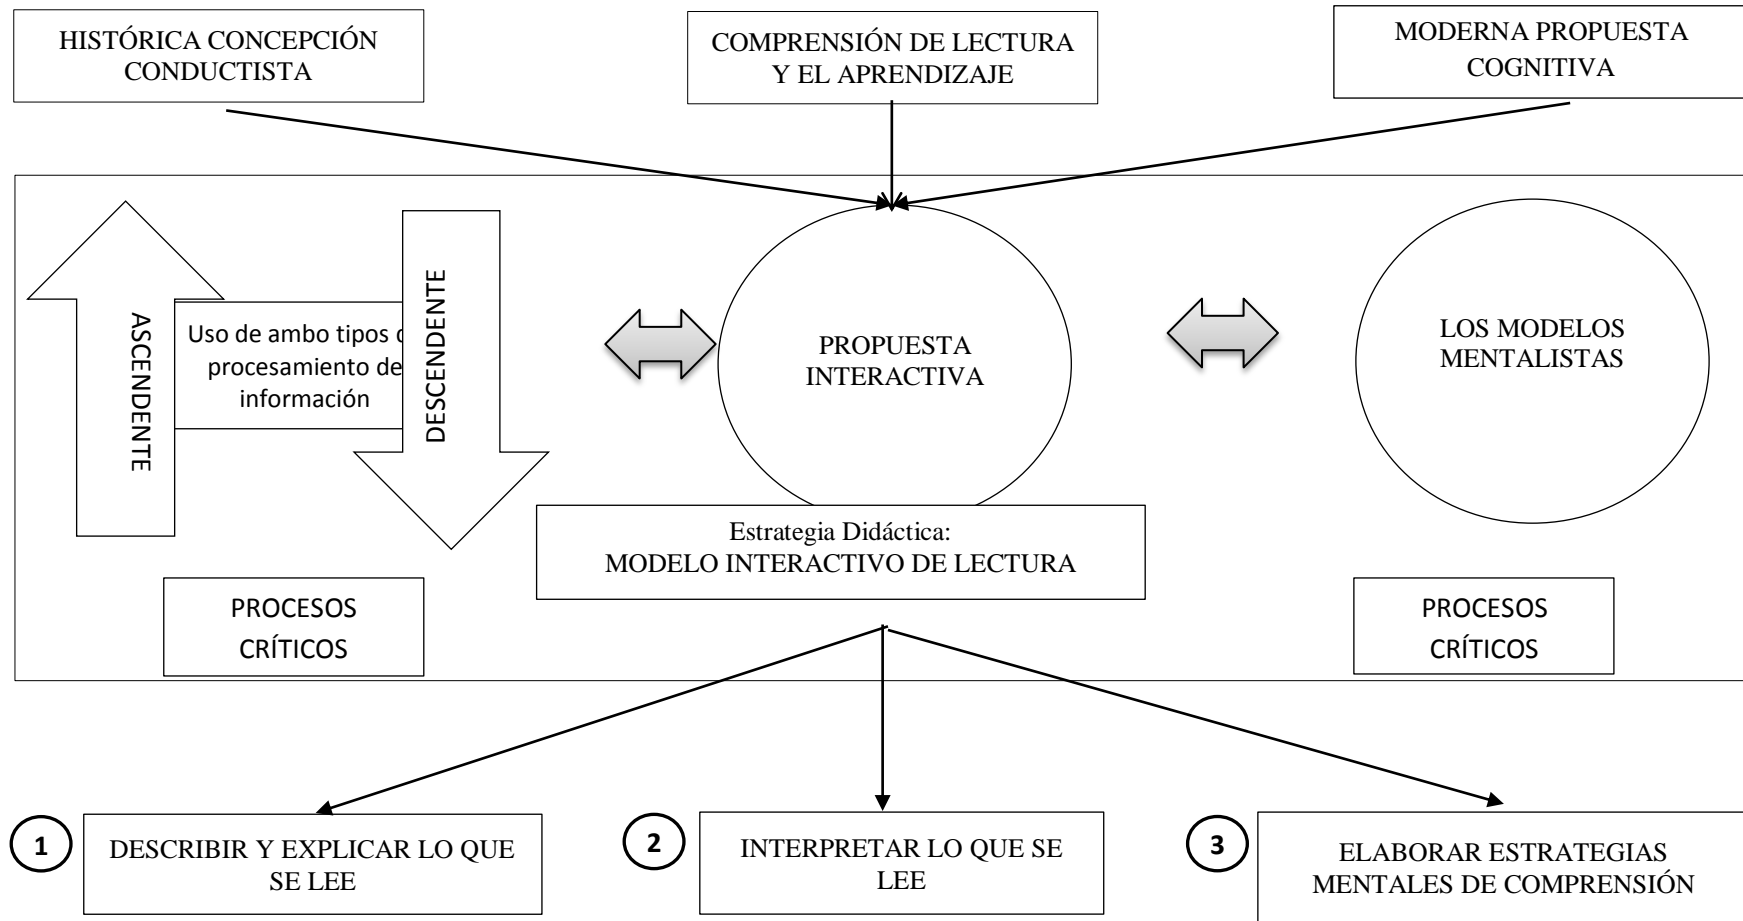 HISTÓRICA CONCEPCIÓN
CONDUCTISTA
COMPRENSIÓN DE LECTURA
Y EL APRENDIZAJE
MODERNA PROPUESTA
COGNITIVA
ASCENDENTE
Uso de ambo tipos
procesamiento de
información
DESCENDENTE
PROPUESTA
INTERACTIVA
LOS MODELOS
MENTALISTAS
Estrategia Didáctica:
MODELO INTERACTIVO DE LECTURA
PROCESOS
CRÍTICOS
PROCESOS
CRÍTICOS
1
DESCRIBIR Y EXPLICAR LO QUE
SE LEE
2
INTERPRETAR LO QUE SE
LEE
3
ELABORAR ESTRATEGIAS
MENTALES DE COMPRENSIÓN